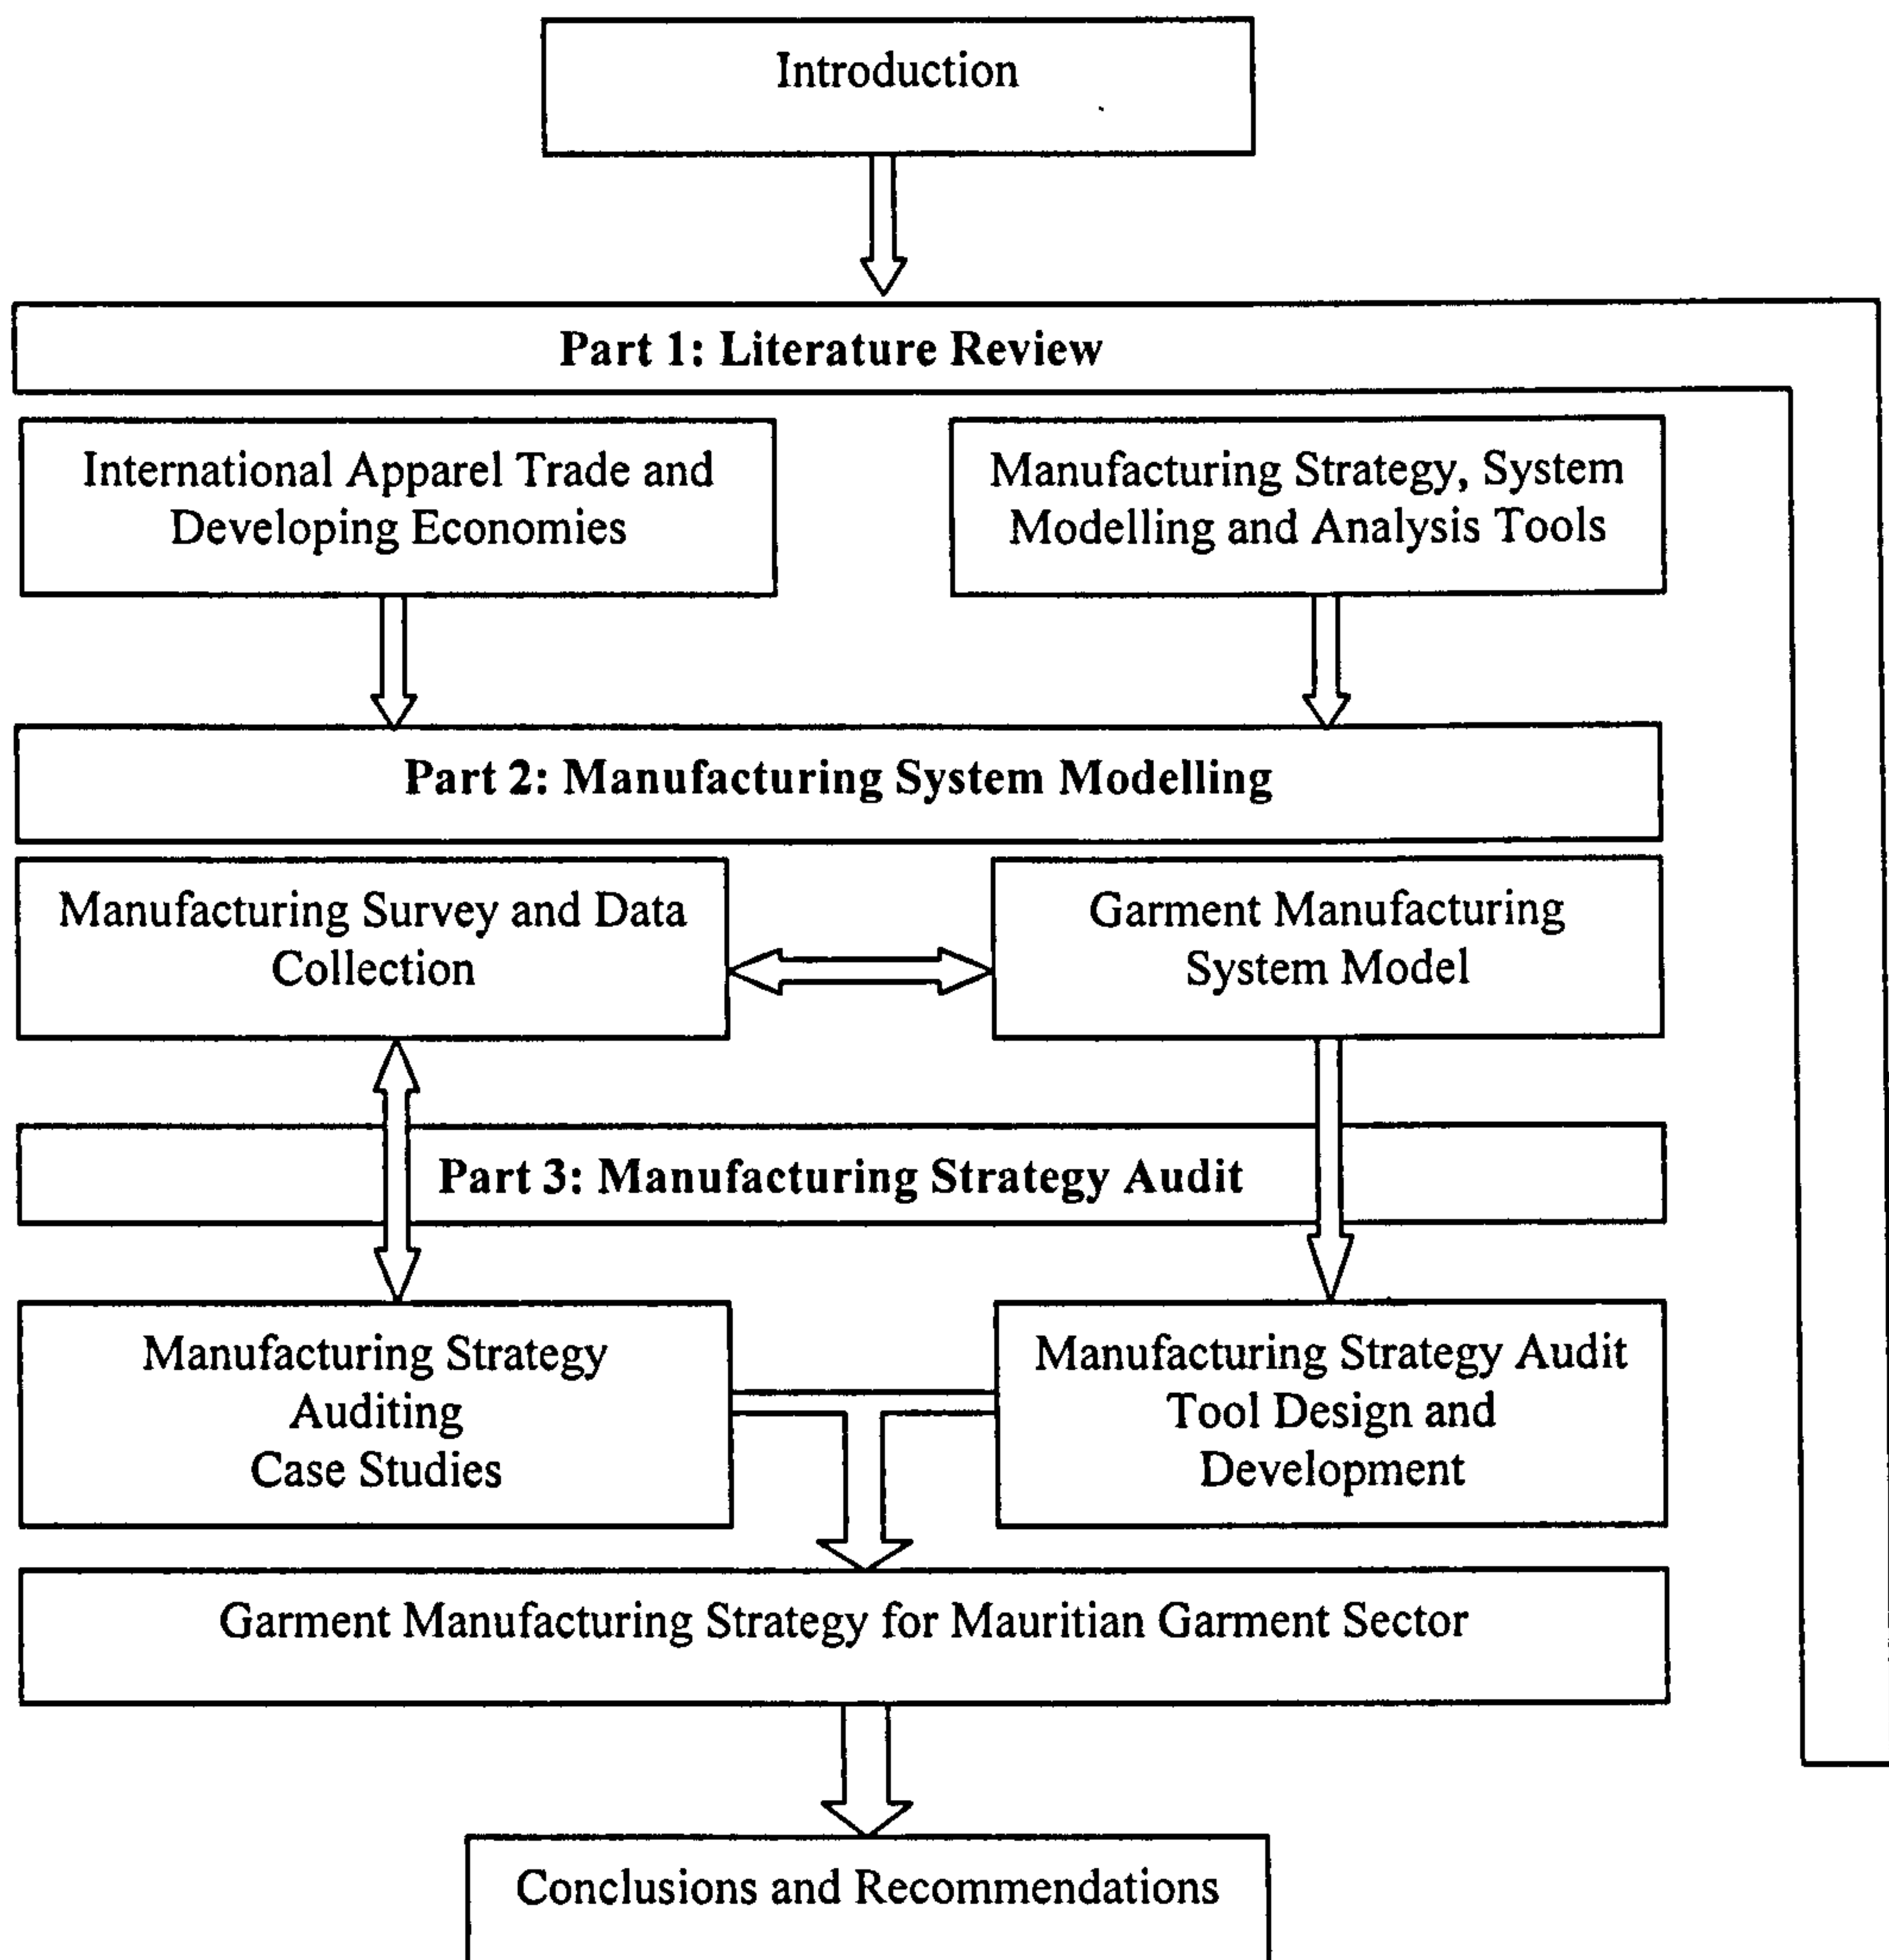 Introduction
Part 1: Literature Review
International Apparel Trade and
Developing Economies
Manufacturing Strategy, System
Modelling and Analysis Tools
Part 2: Manufacturing System Modelling
Manufacturing Survey and Data
Collection
Garment Manufacturing
System Model
Part 3: Manufacturing Strategy Audit
Manufacturing Strategy
Auditing
Case Studies
Manufacturing Strategy Audit
Tool Design and
Development
Garment Manufacturing Strategy for Mauritian Garment Sector
Conclusions and Recommendations